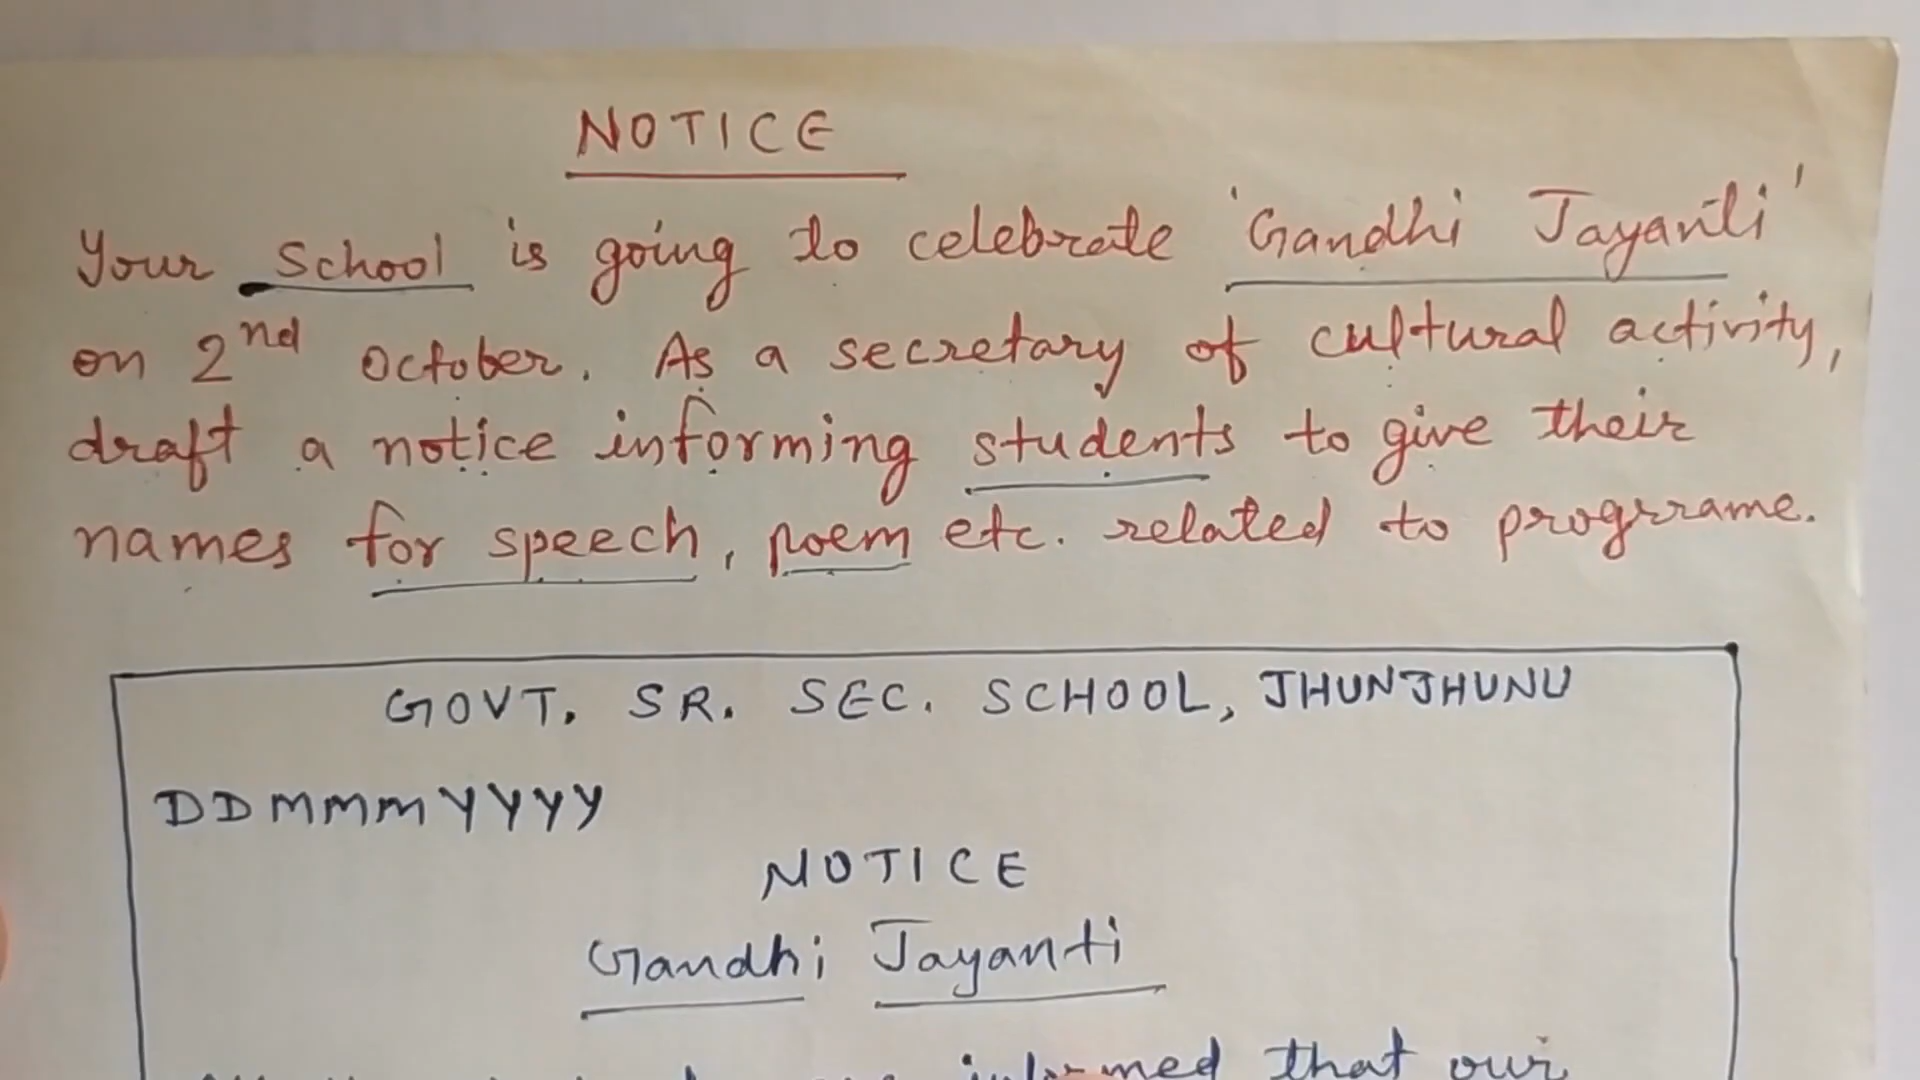 NOTICE
Your School is going to celebrate 'Gandhi Jayanti'
on 2nd October. As a secretary of cultural activity,
draft a notice informing students to give their
names for speech, poem etc. related to programe.
GOVT. SR. SEC. SCHOOL, JHUNJHUNU
DDMMMYYYY
NOTICE
Gandhi Jayanti
informed that our